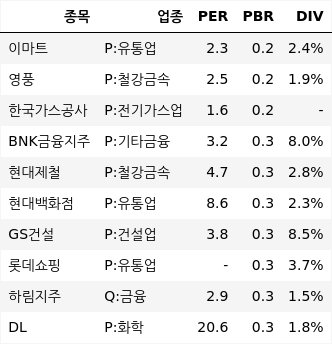 종목 업종 PER PBR DIV
이마트 P:유통업 2.3 0.2 2.4%
영풍 P:철강금속 2.5 0.2 1.9%
한국가스공사 P:전기가스업 1.6 0.2 -
BNK금융지주 P:기타금융 3.2 0.3 8.0%
현대제철 P:철강금속 4.7 0.3 2.8%
현대백화점 P:유통업 8.6 0.3 2.3%
GS건설 P:건설업 3.8 0.3 8.5%
롯데쇼핑 P:유통업 - 0.3 3.7%
하림지주 Q:금융 2.9 0.3 1.5%
DL P:화학 20.6 0.3 1.8%